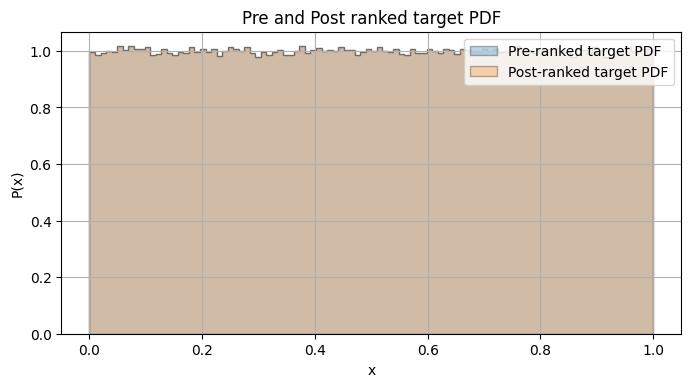 Pre and Post ranked target PDF
Pre-ranked target PDF
Post-ranked target PDF
P(x)
1.0
0.8
0.6
0.4
0.2
0.0
0.0 0.2 0.4 0.6 0.8 1.0
x